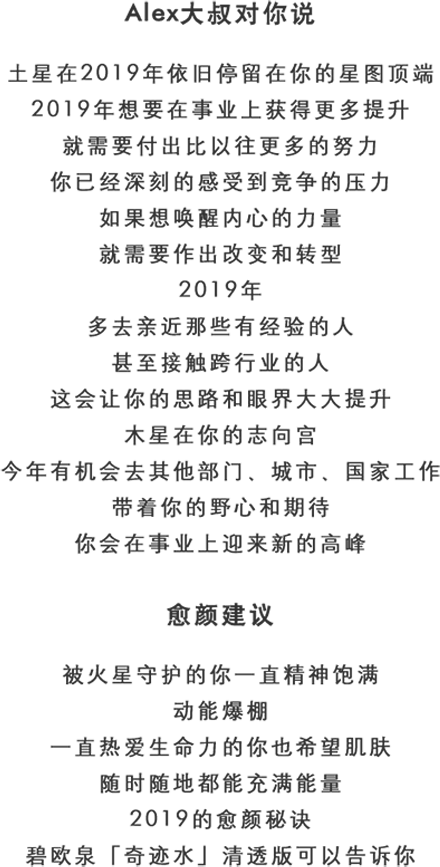 Alex大叔对你说
土星在2019年依旧停留在你的星图顶端
2019年想要在事业上获得更多提升
就需要付出比以往更多的努力
你已经深刻的感受到竞争的压力
如果想唤醒内心的力量
就需要作出改变和转型
2019年
多去亲近那些有经验的人
甚至接触跨行业的人
这会让你的思路和眼界大大提升
木星在你的志向宫
今年有机会去其他部门、城市、国家工作
带着你的野心和期待
你会在事业上迎来新的高峰
愈颜建议
被火星守护的你一直精神饱满
动能爆棚
一直热爱生命力的你也希望肌肤
随时随地都能充满能量
2019的愈颜秘诀
碧欧泉「奇迹水」清透版可以告诉你